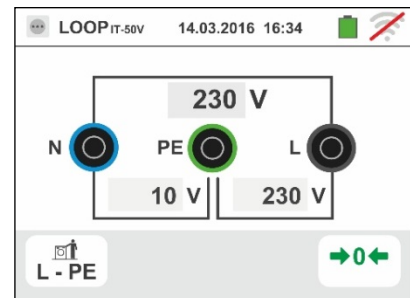 LOOP IT-50V 14.03.2016 16:34
230 V
N PE L
10 V 230 V
L - PE →0←